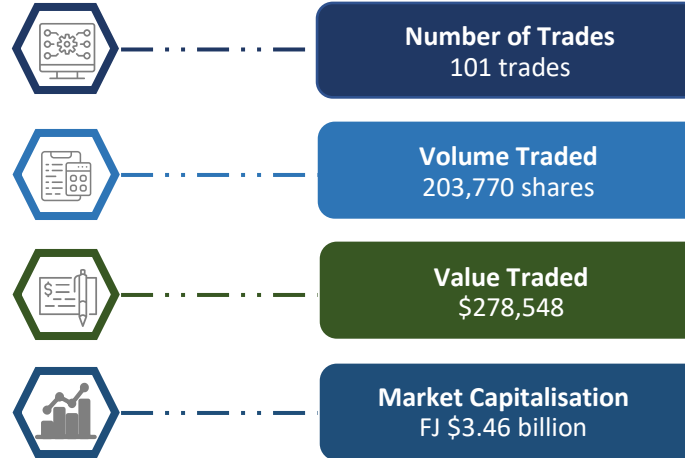 Number of Trades
101 trades
Volume Traded
203,770 shares
Value Traded
$278,548
$
Market Capitalisation
FJ $3.46 billion